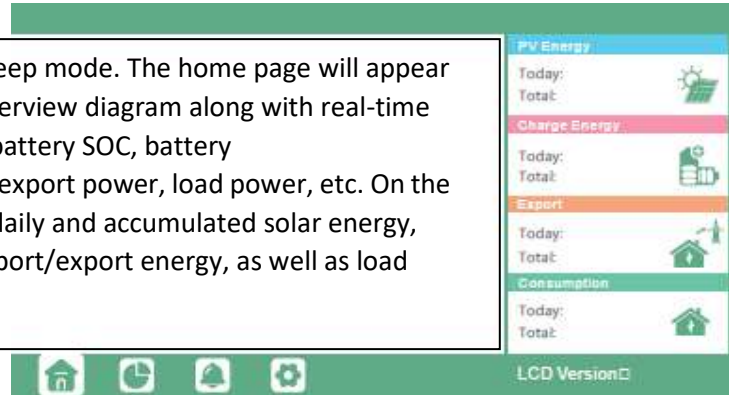 eep mode. The home page will appear
erview diagram along with real-time
battery SOC, battery
export power, load power, etc. On the
daily and accumulated solar energy,
port/export energy, as well as load
PV Energy
Today:
Total:
Charge Energy
Today:
Total:
Export
Today:
Total:
Consumption
Today:
Total:
LCD Version□